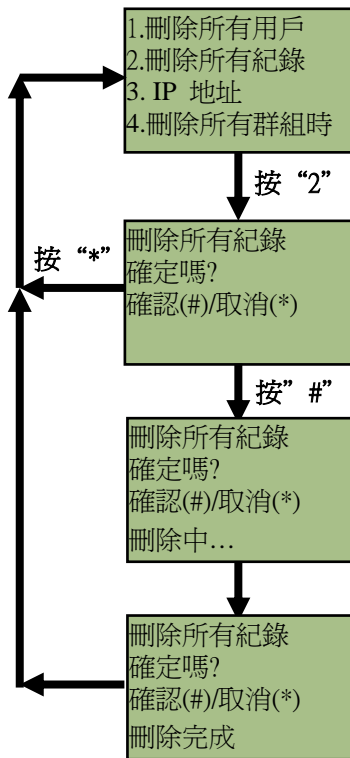 1.刪除所有用戶
2.刪除所有紀錄
3. IP 地址
4.刪除所有群組時
按“2”
刪除所有紀錄
確定嗎?
確認(#)/取消(*)
按“*”
按”#”
刪除所有紀錄
確定嗎?
確認(#)/取消(*)
刪除中…
刪除所有紀錄
確定嗎?
確認(#)/取消(*)
刪除完成